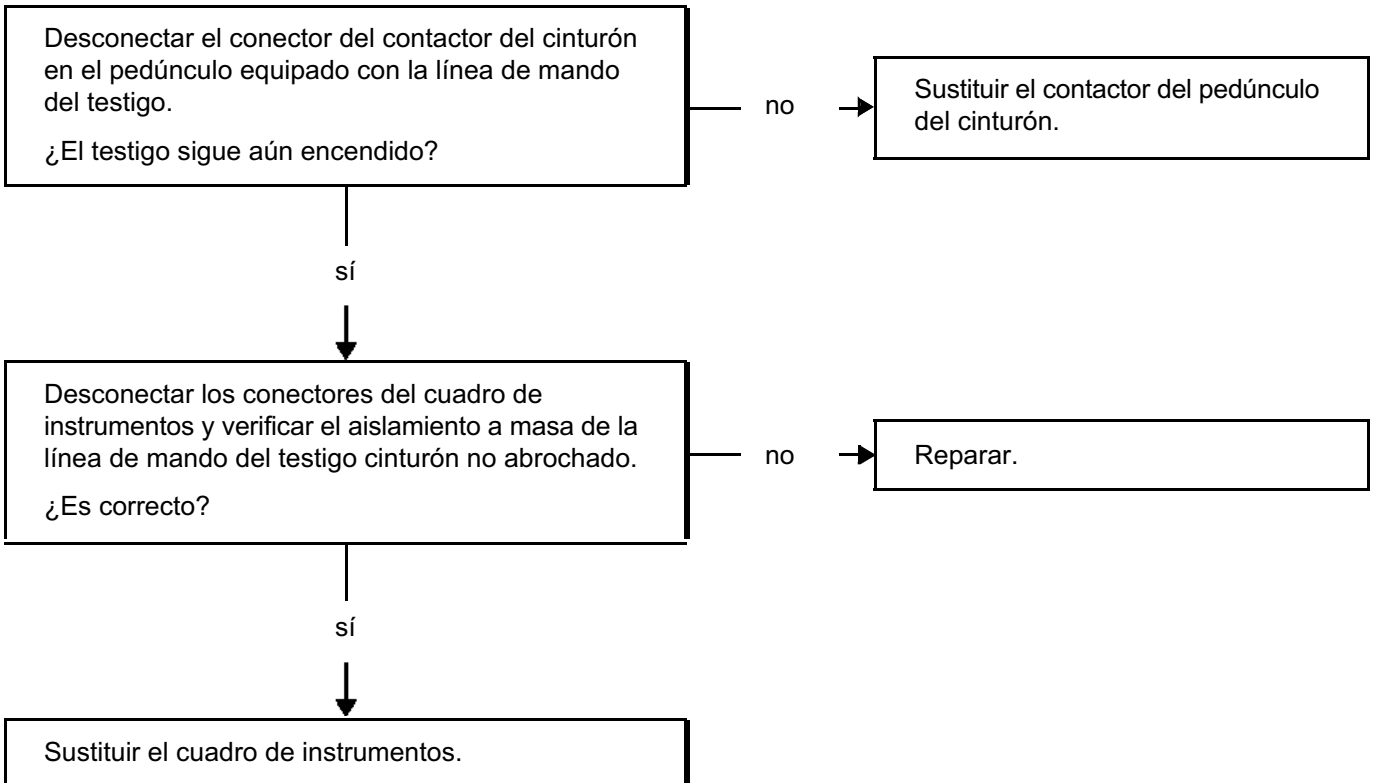 Desconectar el conector del contactor del cinturón
en el pedúnculo equipado con la línea de mando
del testigo.
¿El testigo sigue aún encendido?
no
Sustituir el contactor del pedúnculo
del cinturón.
sí
Desconectar los conectores del cuadro de
instrumentos y verificar el aislamiento a masa de la
línea de mando del testigo cinturón no abrochado.
¿Es correcto?
no
Reparar.
sí
Sustituir el cuadro de instrumentos.